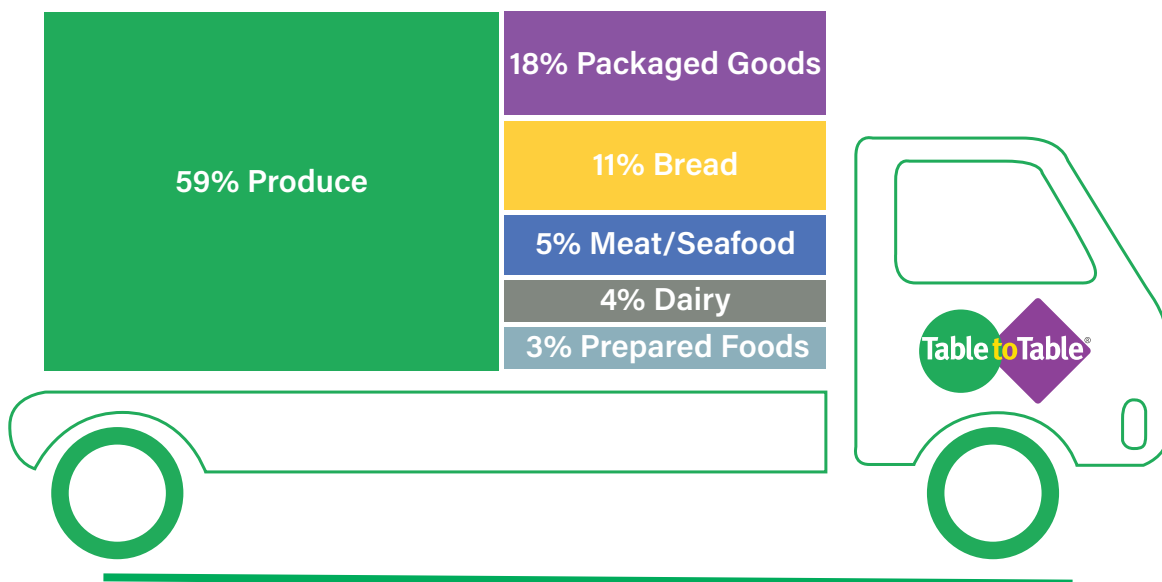 59% Produce
18% Packaged Goods
11% Bread
5% Meat/Seafood
4% Dairy
3% Prepared Foods
Table to Table®